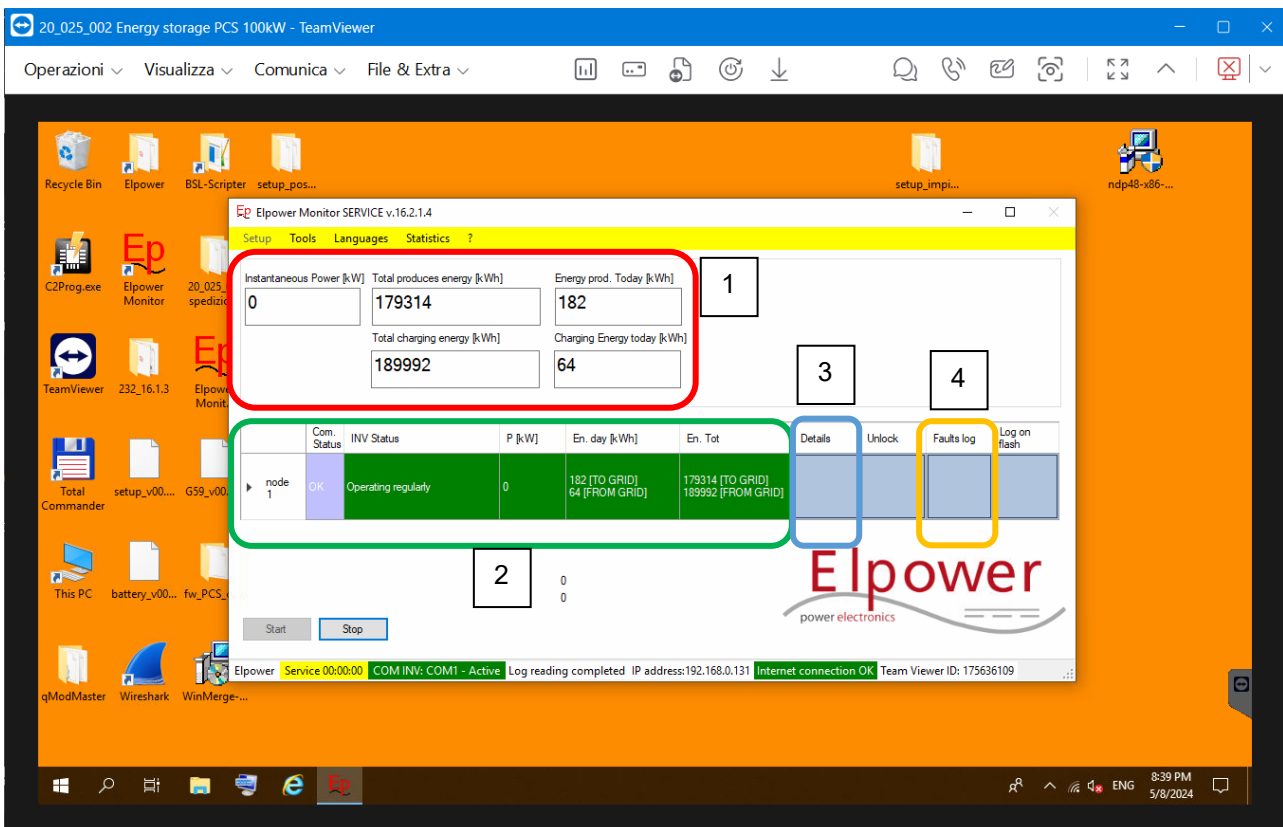 20_025_002 Energy storage PCS 100kW - TeamViewer
Operazioni Visualizza Comunica File & Extra
Recycle Bin Elpower BSL-Scripter setup_pos... setup_impi... ndp48-x86-...
Elpower Monitor SERVICE v.16.2.1.4
Setup Tools Languages Statistics ?
Instantaneous Power [kW] Total produces energy [kWh] Energy prod. Today [kWh]
0 179314 182
1
Total charging energy [kWh] Charging Energy today [kWh]
189992 64
C2Prog.exe Elpower Monitor 20_025_ spedizio
TeamViewer 232_16.1.3 Elpowe Monit.
3 4
Com. Status INV Status P [kW] En. day [kWh] En. Tot Details Unlock Faults log Log on flash
node 1 OK Operating regularly 0 182 [TO GRID] 179314 [TO GRID]
64 [FROM GRID] 189992 [FROM GRID]
Total Commander setup_v00.... G59_v00.
2
0
0
Elpower
power electronics
This PC battery_v00... fw_PCS_
Start Stop
Elpower Service 00:00:00 COM INV: COM1 - Active Log reading completed IP address:192.168.0.131 Internet connection OK Team Viewer ID: 175636109
qModMaster Wireshark WinMerge-...
ENG 8:39 PM
5/8/2024